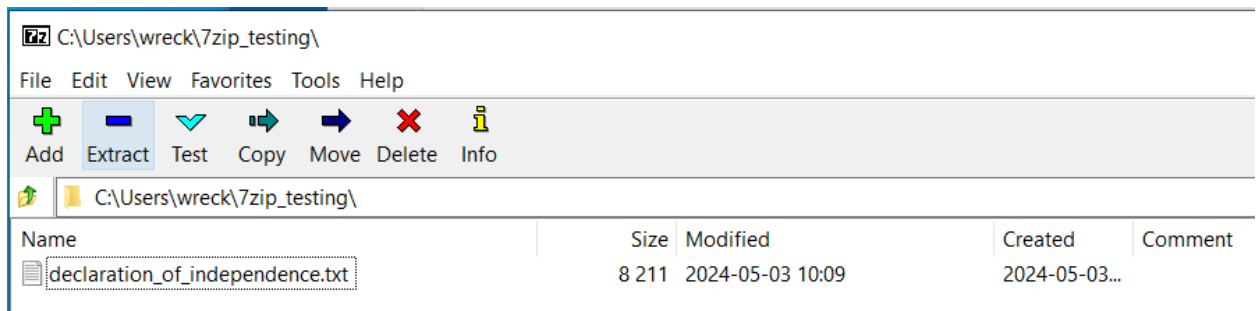 7z C:\Users\wreck\7zip_testing\
File Edit View Favorites Tools Help
Add Extract Test Copy Move Delete Info
C:\Users\wreck\7zip_testing\
Name Size Modified Created Comment
declaration_of_independence.txt 8 211 2024-05-03 10:09 2024-05-03...